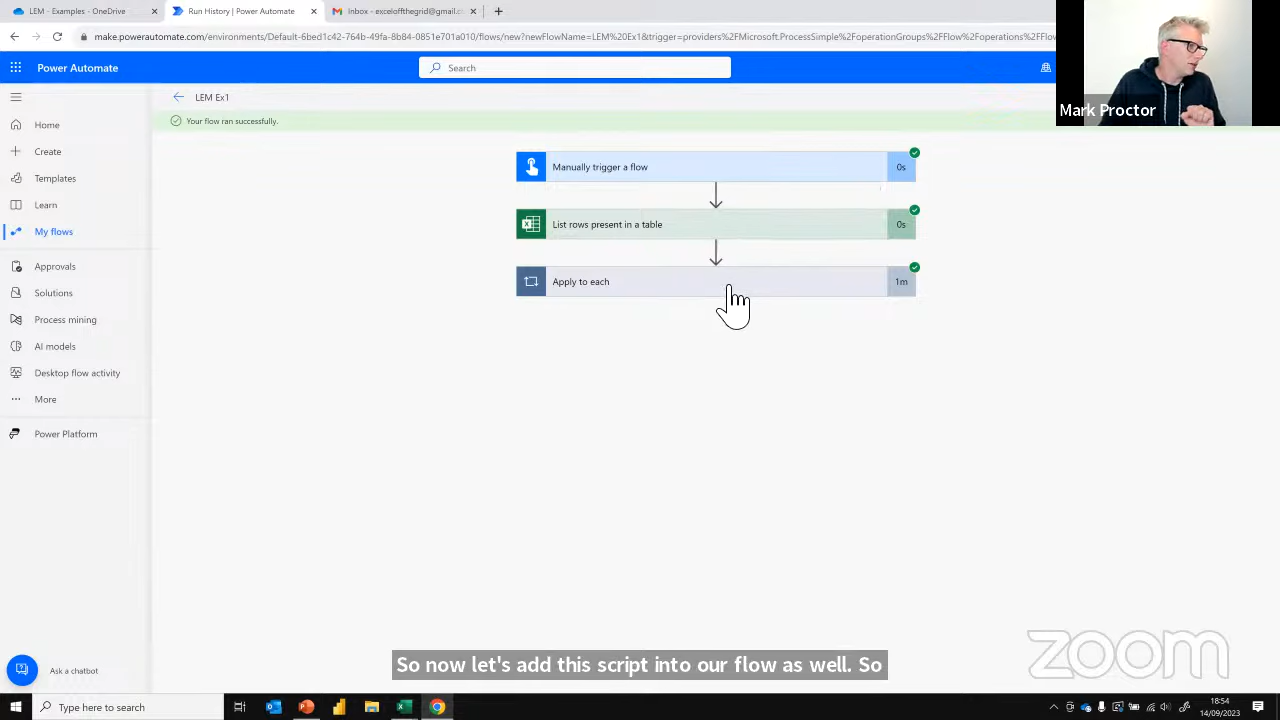 LEM - Examples - OneDrive
Run History | Power Automate
Inbox - exceloffthegrid@gmail.c
make.powerautomate.com/environments/Default-6bed1c42-764b-49fa-8b84-0851e701a010/flows/new?newFlowName=LEM%20Ex1&trigger=providers%2FMicrosoft.ProcessSimple%2FoperationGroups%2FFlow%2Foperations%2FFlow
Power Automate
Search
Mark Proctor
LEM Ex1
Your flow ran successfully.
Home
Create
Templates
Learn
My flows
Approvals
Solutions
Process mining
AI models
Desktop flow activity
More
Power Platform
Manually trigger a flow
0s
List rows present in a table
0s
Apply to each
1m
So now let's add this script into our flow as well. So
zoom
Ask a chatbot
Type here to search
18:54
14/09/2023